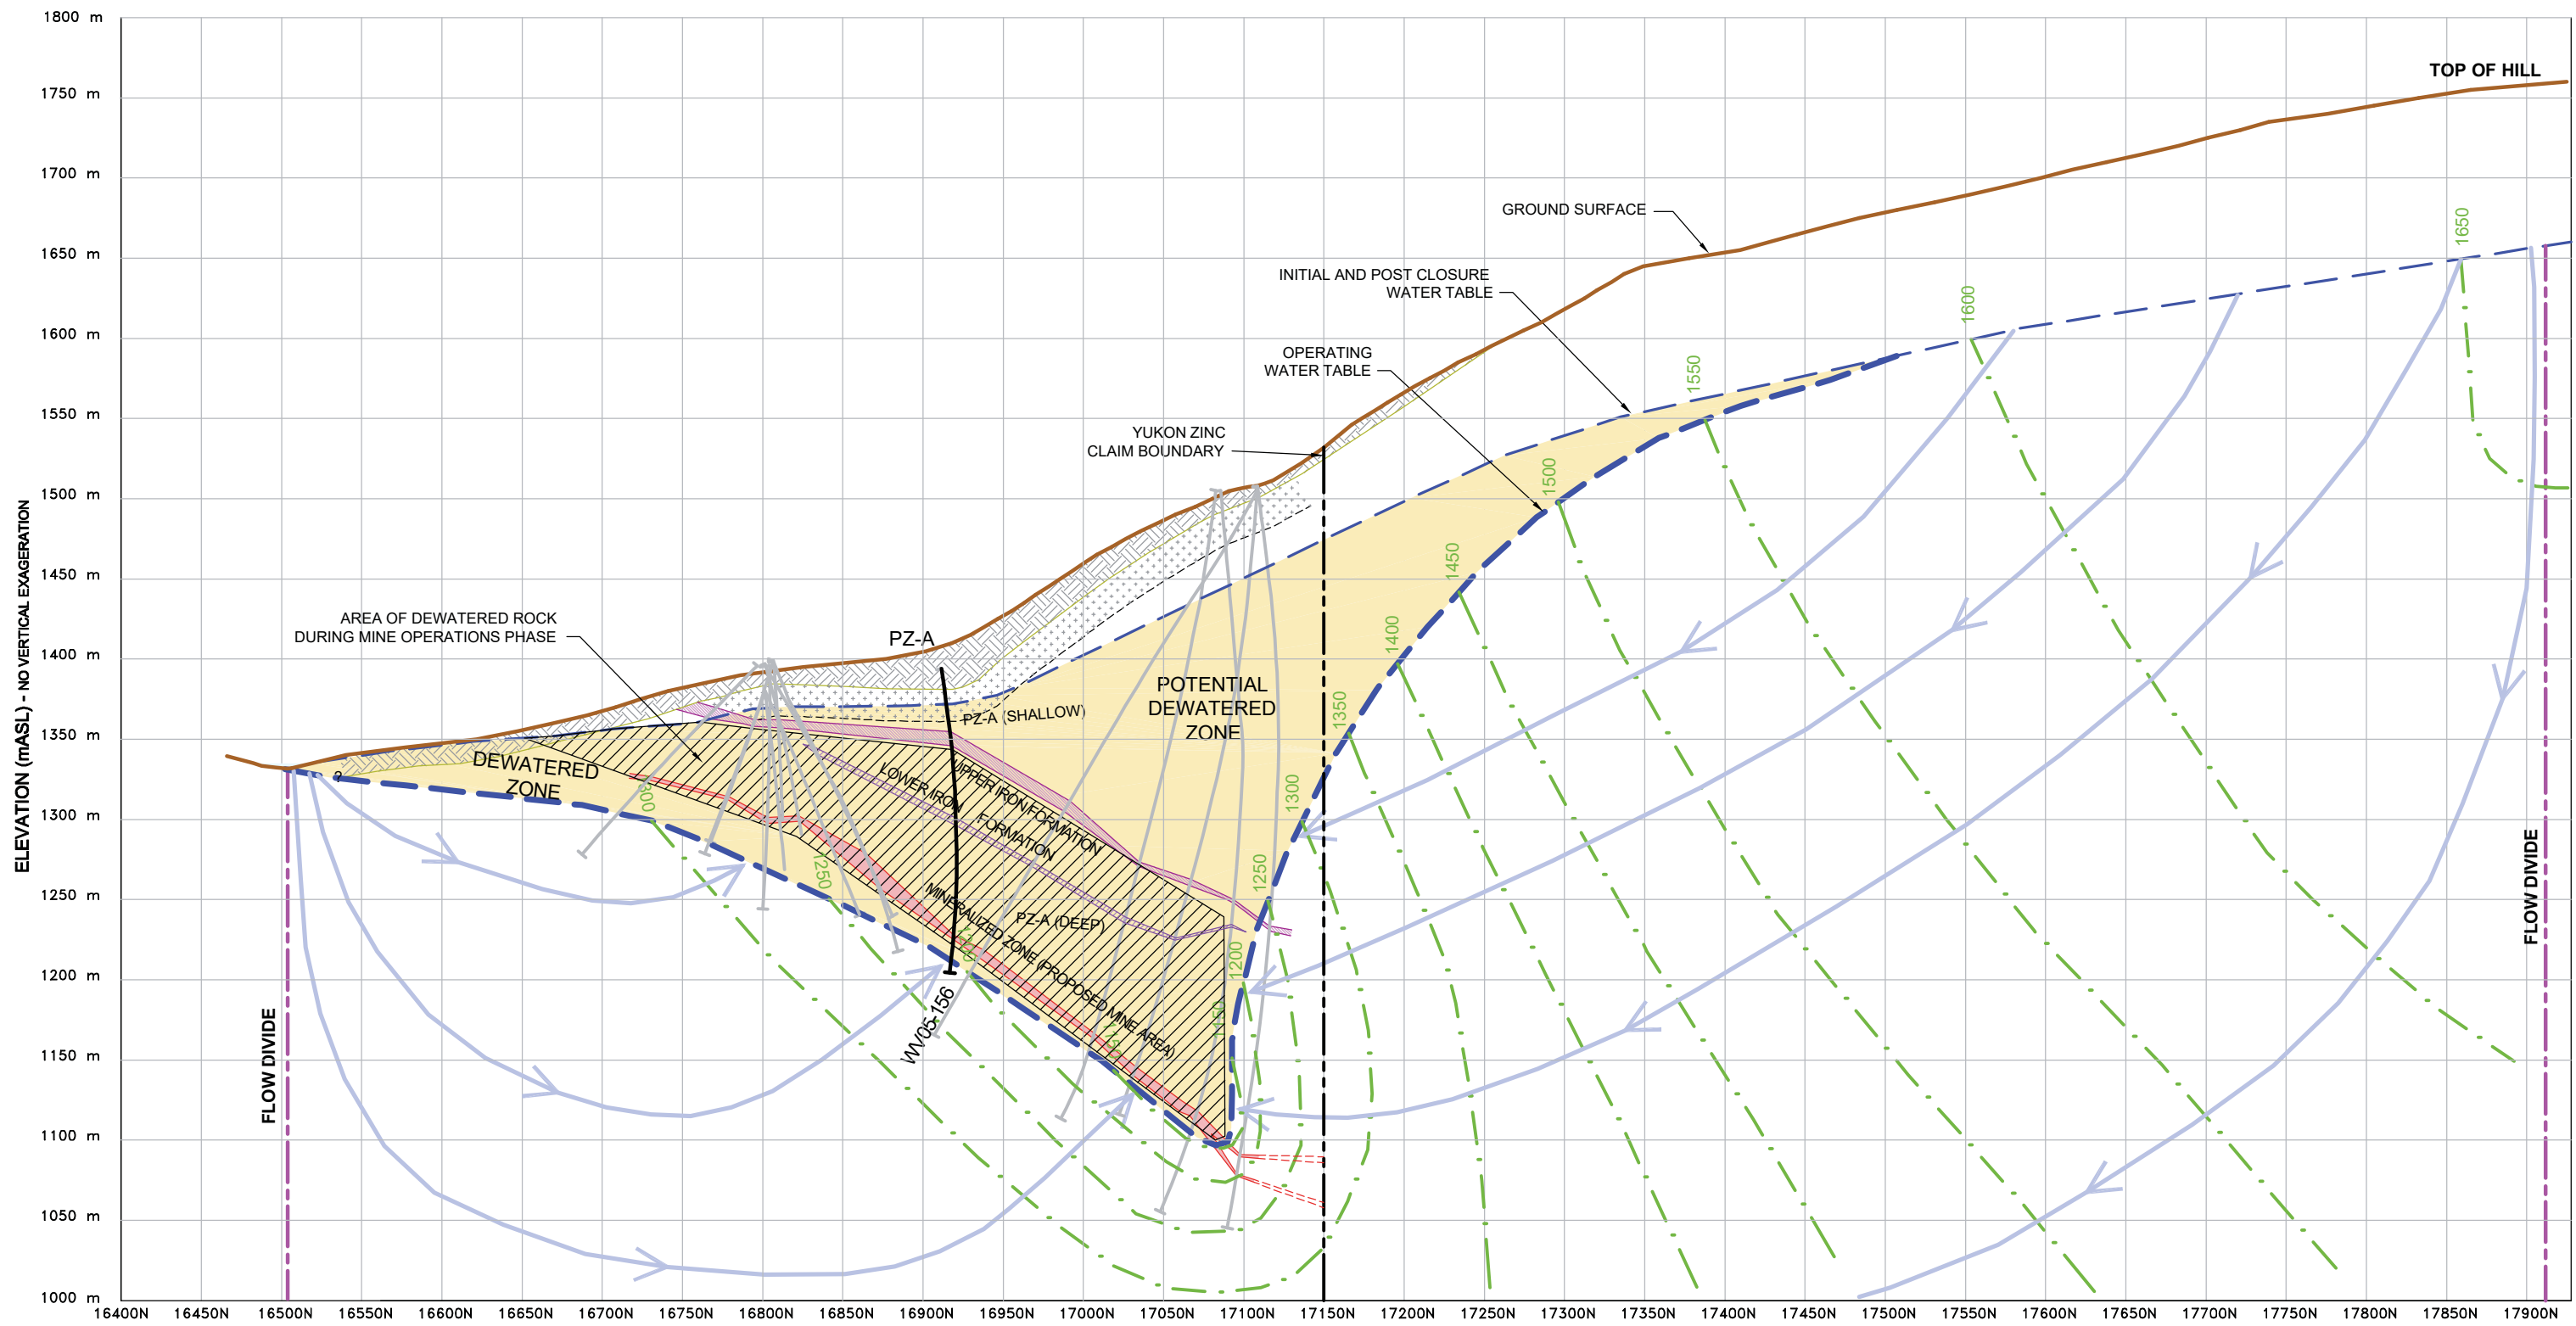 1800 m
TOP OF HILL
1750 m
1700 m
GROUND SURFACE
1650
1650 m
INITIAL AND POST CLOSURE
WATER TABLE
1600
1600 m
OPERATING
WATER TABLE
1550
1550 m
YUKON ZINC
CLAIM BOUNDARY
1500
1500 m
ELEVATION (mASL) - NO VERTICAL EXAGERATION
1450
1450 m
AREA OF DEWATERED ROCK
DURING MINE OPERATIONS PHASE
PZ-A
1400
1400 m
POTENTIAL
DEWATERED
ZONE
1350
PZ-A (SHALLOW)
1350 m
DEWATERED
ZONE
?
1300
LOWER IRON
FORMATION
UPPER IRON FORMATION
1300
1300 m
1250
1250
1250 m
MINERALIZED ZONE (PROPOSED MINE AREA)
PZ-A (DEEP)
1200
1200
FLOW DIVIDE
1200 m
WV05-156
1150
1150
1150 m
FLOW DIVIDE
1100 m
1050 m
1000 m
16400N 16450N 16500N 16550N 16600N 16650N 16700N 16750N 16800N 16850N 16900N 16950N 17000N 17050N 17100N 17150N 17200N 17250N 17300N 17350N 17400N 17450N 17500N 17550N 17600N 17650N 17700N 17750N 17800N 17850N 17900N